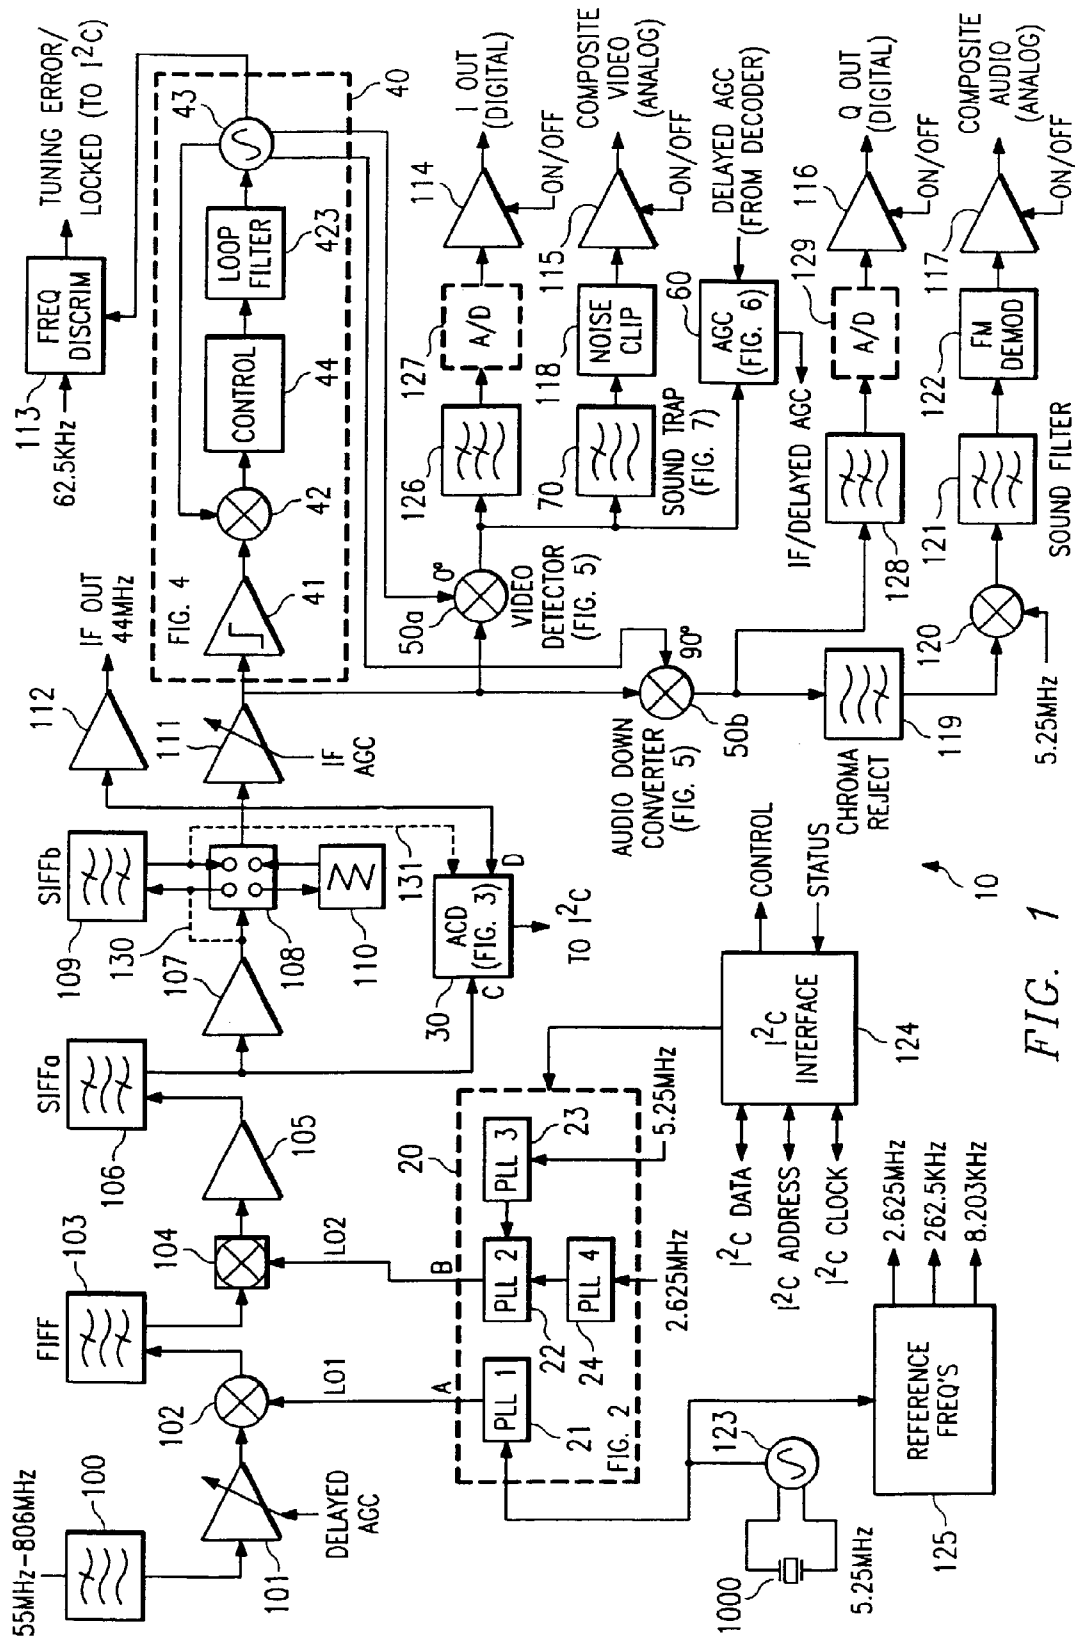 55MHz-806MHz
100
101
DELAYED
AGC
102
FIFF
103
104
LO1
LO2
A
B
105
SIFFa
106
107
SIFFb
109
130
108
110
131
30
ACD
(FIG. 3)
C
D
TO I²C
111
IF
AGC
112
IF OUT
44MHz
FIG. 4
41
42
CONTROL
44
LOOP
FILTER
423
43
40
113
62.5KHz
FREQ
DISCRIM
TUNING ERROR/
LOCKED (TO I²C)
20
PLL 1
21
FIG. 2
PLL 2
22
PLL 3
23
PLL 4
24
2.625MHz
5.25MHz
123
1000
5.25MHz
REFERENCE
FREQ'S
125
2.625MHz
262.5KHz
8.203KHz
I²C
INTERFACE
124
I²C DATA
I²C ADDRESS
I²C CLOCK
CONTROL
STATUS
50a
0°
VIDEO
DETECTOR
(FIG. 5)
AUDIO DOWN
CONVERTER
(FIG. 5)
50b
90°
126
127
A/D
114
I OUT
(DIGITAL)
ON/OFF
70
SOUND TRAP
(FIG. 7)
118
NOISE
CLIP
115
COMPOSITE
VIDEO
(ANALOG)
ON/OFF
60
AGC
(FIG. 6)
DELAYED AGC
(FROM DECODER)
IF/DELAYED AGC
128
129
A/D
116
Q OUT
(DIGITAL)
ON/OFF
CHROMA
REJECT
119
120
5.25MHz
121
SOUND FILTER
122
FM
DEMOD
117
COMPOSITE
AUDIO
(ANALOG)
ON/OFF
10
FIG. 1